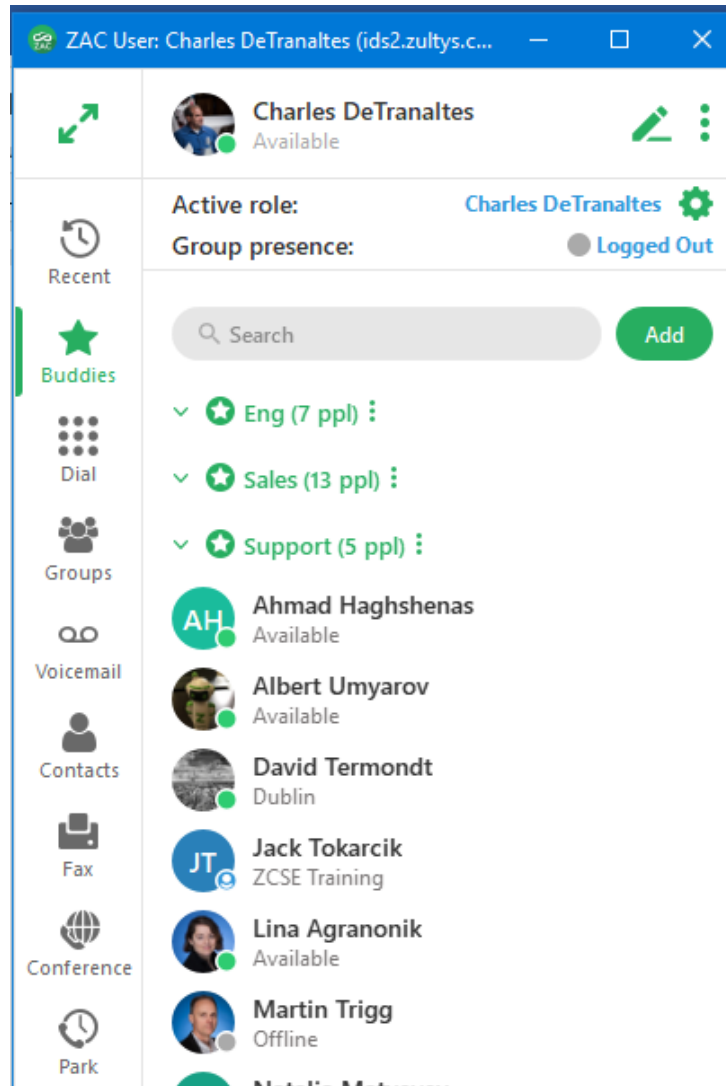 ZAC User: Charles DeTranaltes (ids2.zultys.c...
Charles DeTranaltes
Available
Active role: Charles DeTranaltes
Group presence: Logged Out
Recent
Buddies
Dial
Groups
Voicemail
Contacts
Fax
Conference
Park
Search
Add
Eng (7 ppl)
Sales (13 ppl)
Support (5 ppl)
AH
Ahmad Haghshenas
Available
Albert Umyarov
Available
David Termondt
Dublin
JT
Jack Tokarcik
ZCSE Training
Lina Agranonik
Available
Martin Trigg
Offline